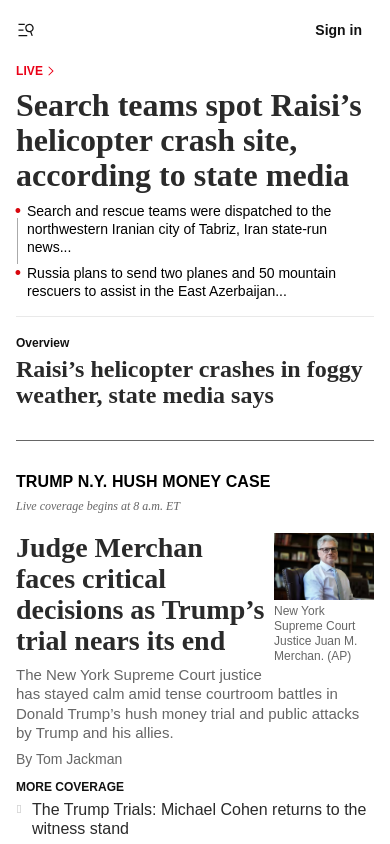 Sign in
LIVE
Search teams spot Raisi’s
helicopter crash site,
according to state media
Search and rescue teams were dispatched to the
northwestern Iranian city of Tabriz, Iran state-run
news...
Russia plans to send two planes and 50 mountain
rescuers to assist in the East Azerbaijan...
Overview
Raisi’s helicopter crashes in foggy
weather, state media says
TRUMP N.Y. HUSH MONEY CASE
Live coverage begins at 8 a.m. ET
Judge Merchan
faces critical
decisions as Trump’s
trial nears its end
New York
Supreme Court
Justice Juan M.
Merchan. (AP)
The New York Supreme Court justice
has stayed calm amid tense courtroom battles in
Donald Trump’s hush money trial and public attacks
by Trump and his allies.
By Tom Jackman
MORE COVERAGE
The Trump Trials: Michael Cohen returns to the
witness stand